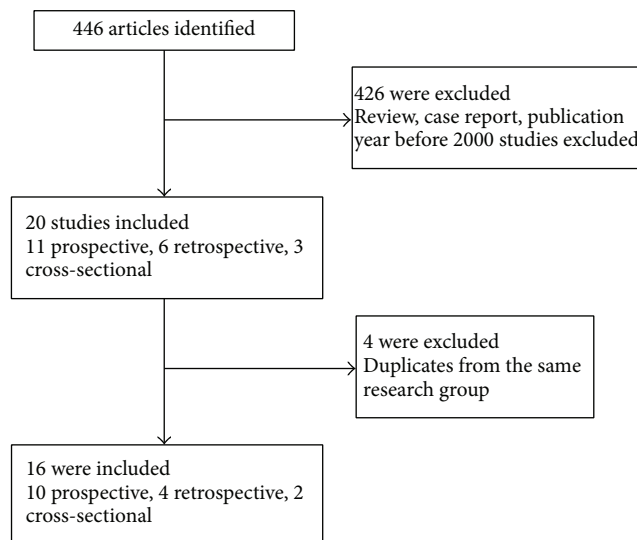 446 articles identified
426 were excluded
Review, case report, publication
year before 2000 studies excluded
20 studies included
11 prospective, 6 retrospective, 3
cross-sectional
4 were excluded
Duplicates from the same
research group
16 were included
10 prospective, 4 retrospective, 2
cross-sectional